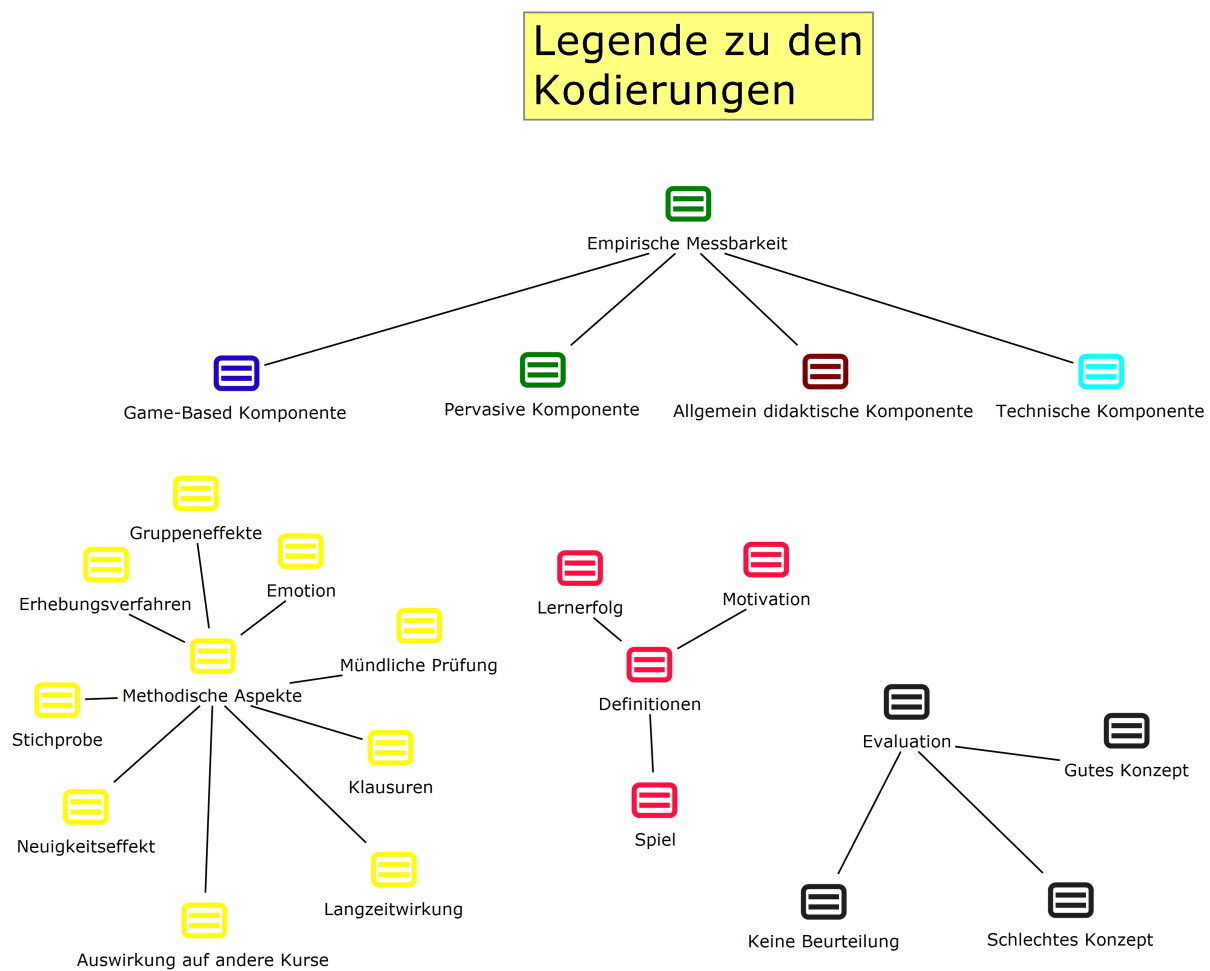 Legende zu den
Kodierungen
Empirische Messbarkeit
Game-Based Komponente
Pervasive Komponente
Allgemein didaktische Komponente
Technische Komponente
Gruppeneffekte
Emotion
Erhebungsverfahren
Mündliche Prüfung
Methodische Aspekte
Stichprobe
Klausuren
Neuigkeitseffekt
Langzeitwirkung
Auswirkung auf andere Kurse
Lernerfolg
Motivation
Definitionen
Spiel
Evaluation
Gutes Konzept
Keine Beurteilung
Schlechtes Konzept